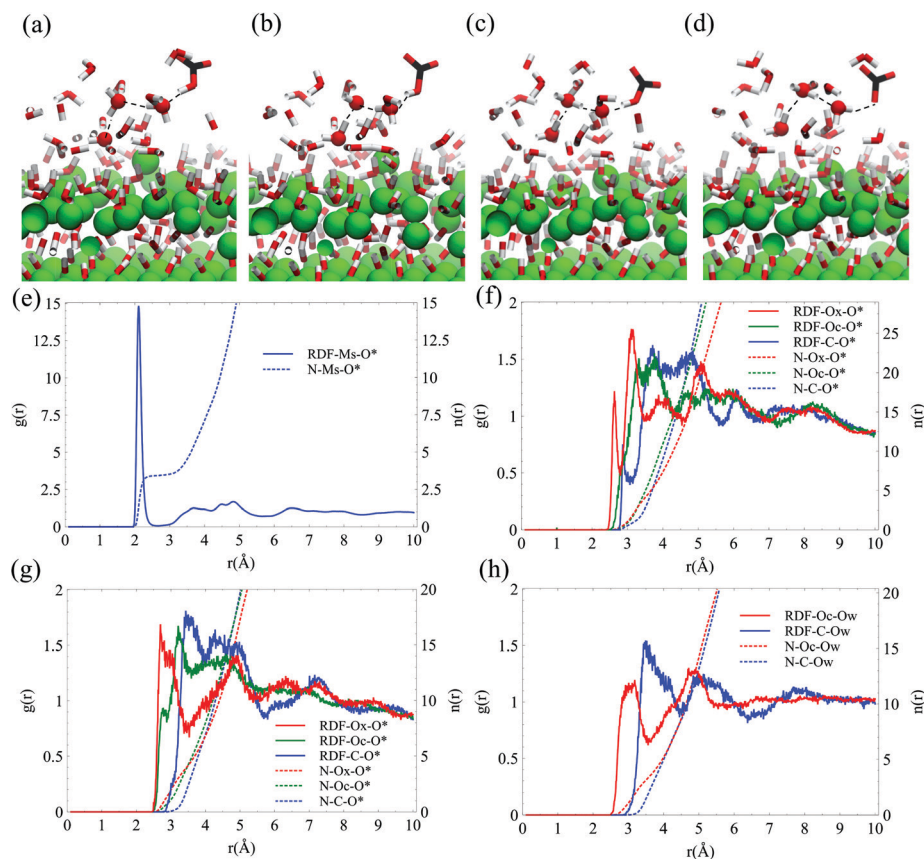 (a) (b) (c) (d)
(e)
15
12.5
10
7.5
5
2.5
0
g(r)
RDF-Ms-O*
N-Ms-O*
15
12.5
10
7.5
5
2.5
0
n(r)
0 1 2 3 4 5 6 7 8 9 10
r(Å)
(f)
2
1.5
1
0.5
0
g(r)
RDF-Ox-O*
RDF-Oc-O*
RDF-C-O*
N-Ox-O*
N-Oc-O*
N-C-O*
25
20
15
10
5
0
n(r)
0 1 2 3 4 5 6 7 8 9 10
r(Å)
(g)
2
1.5
1
0.5
0
g(r)
RDF-Ox-O*
RDF-Oc-O*
RDF-C-O*
N-Ox-O*
N-Oc-O*
N-C-O*
20
15
10
5
0
n(r)
0 1 2 3 4 5 6 7 8 9 10
r(Å)
(h)
2
1.5
1
0.5
0
g(r)
RDF-Oc-Ow
RDF-C-Ow
N-Oc-Ow
N-C-Ow
20
15
10
5
0
n(r)
0 1 2 3 4 5 6 7 8 9 10
r(Å)